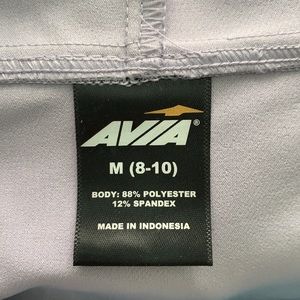 AVIA®
M (8-10)
BODY: 88% POLYESTER
12% SPANDEX
MADE IN INDONESIA